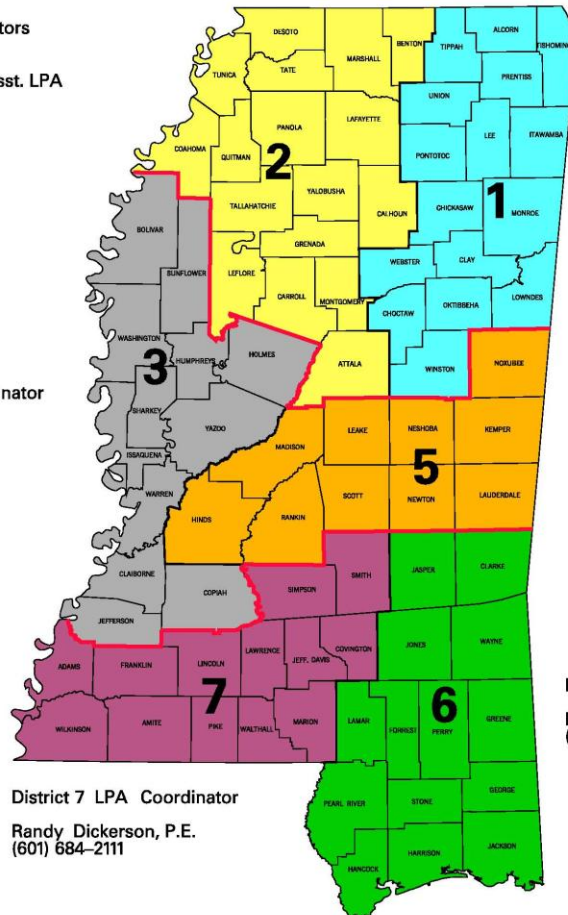 tors
sst. LPA
nator
DESOTO
BENTON
TIPPAH
ALCORN
TISHOMING
TUNICA
TATE
MARSHALL
PRENTISS
UNION
PANOLA
LAFAYETTE
LEE
ITAWAMBA
COAHOMA
QUITMAN
2
PONTOTOC
YALOBUSHA
TALLAHATCHIE
CALHOUN
CHICKASAW
1
MONROE
BOLIVAR
SUNFLOWER
GRENADA
LEFLORE
WEBSTER
CLAY
CARROLL
MONTGOMERY
CHOCTAW
OKTIBBEHA
LOWNDES
WASHINGTON
HUMPHREYS
HOLMES
3
ATTALA
WINSTON
NOXUBEE
SHARKEY
YAZOO
ISSAQUENA
MADISON
LEAKE
NESHOBA
KEMPER
5
WARREN
HINDS
RANKIN
SCOTT
NEWTON
LAUDERDALE
CLAIBORNE
COPIAH
SIMPSON
SMITH
JASPER
CLARKE
JEFFERSON
ADAMS
FRANKLIN
LINCOLN
LAWRENCE
JEFF. DAVIS
COVINGTON
JONES
WAYNE
7
WILKINSON
AMITE
PIKE
WALTHALL
MARION
LAMAR
FORREST
6
PERRY
GREENE
PEARL RIVER
STONE
GEORGE
HANCOCK
HARRISON
JACKSON
District 7 LPA Coordinator
Randy Dickerson, P.E.
(601) 684–2111
(